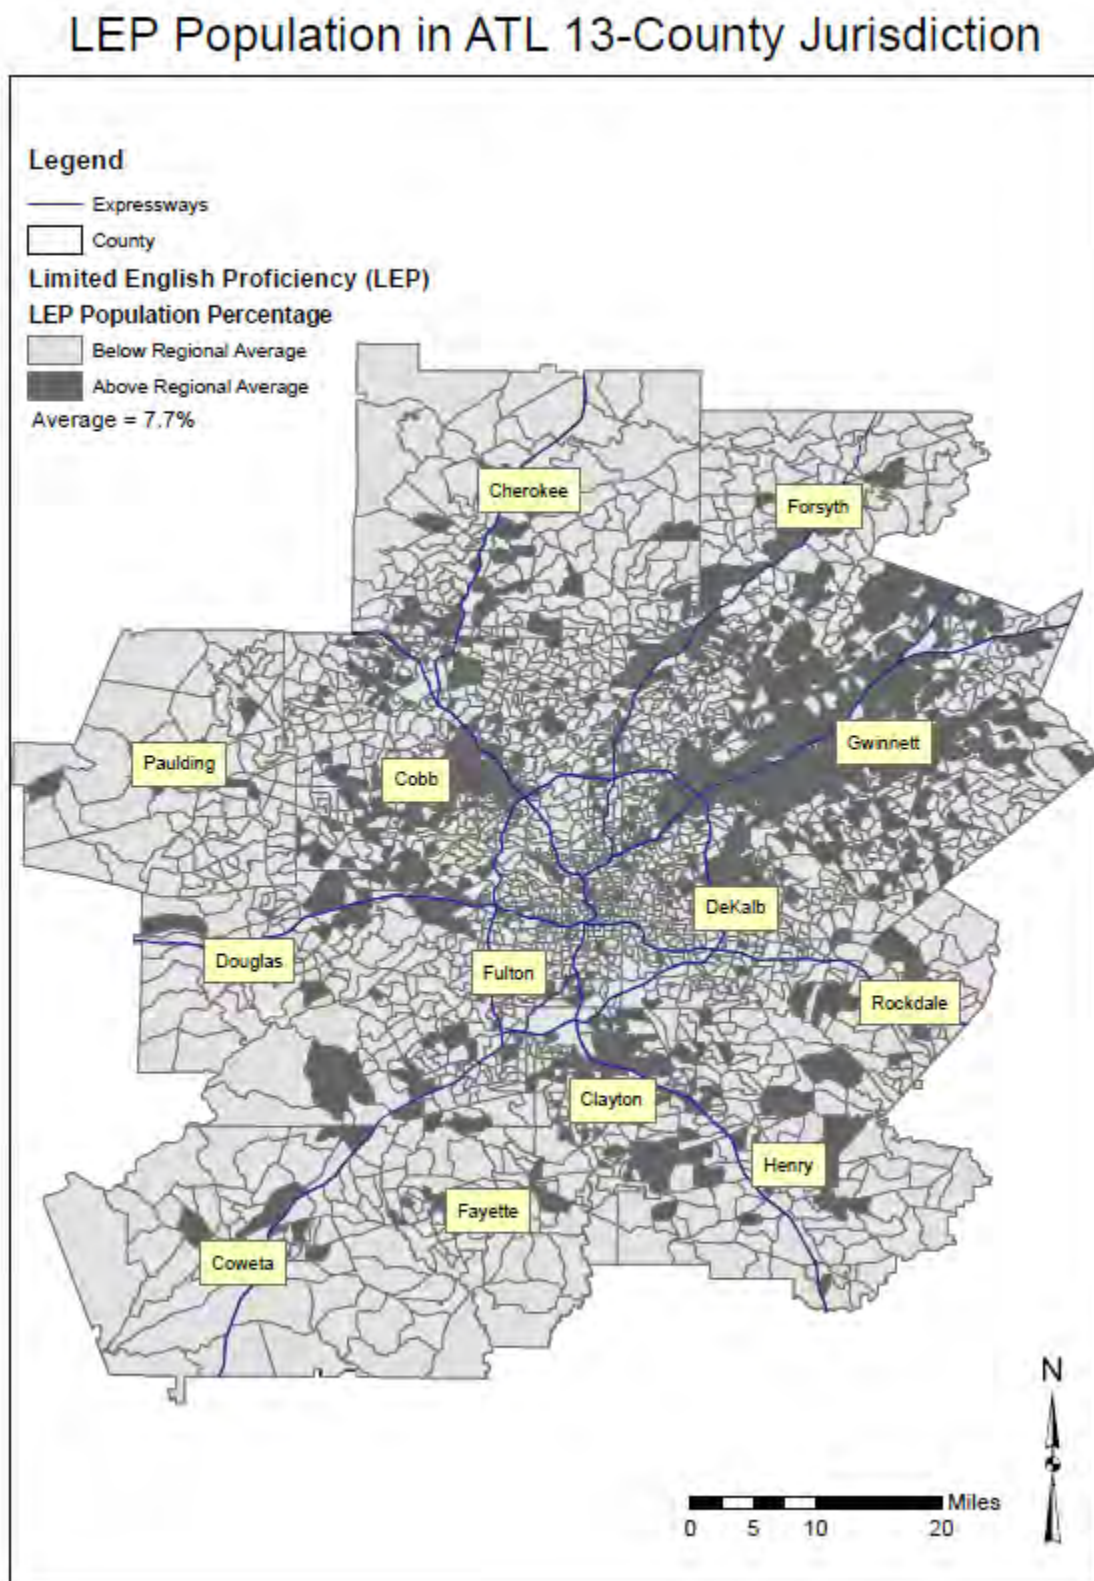 LEP Population in ATL 13-County Jurisdiction
Legend
Expressways
County
Limited English Proficiency (LEP)
LEP Population Percentage
Below Regional Average
Above Regional Average
Average = 7.7%
Cherokee
Forsyth
Gwinnett
Paulding
Cobb
DeKalb
Douglas
Fulton
Rockdale
Clayton
Henry
Fayette
Coweta
N
Miles
0 5 10 20